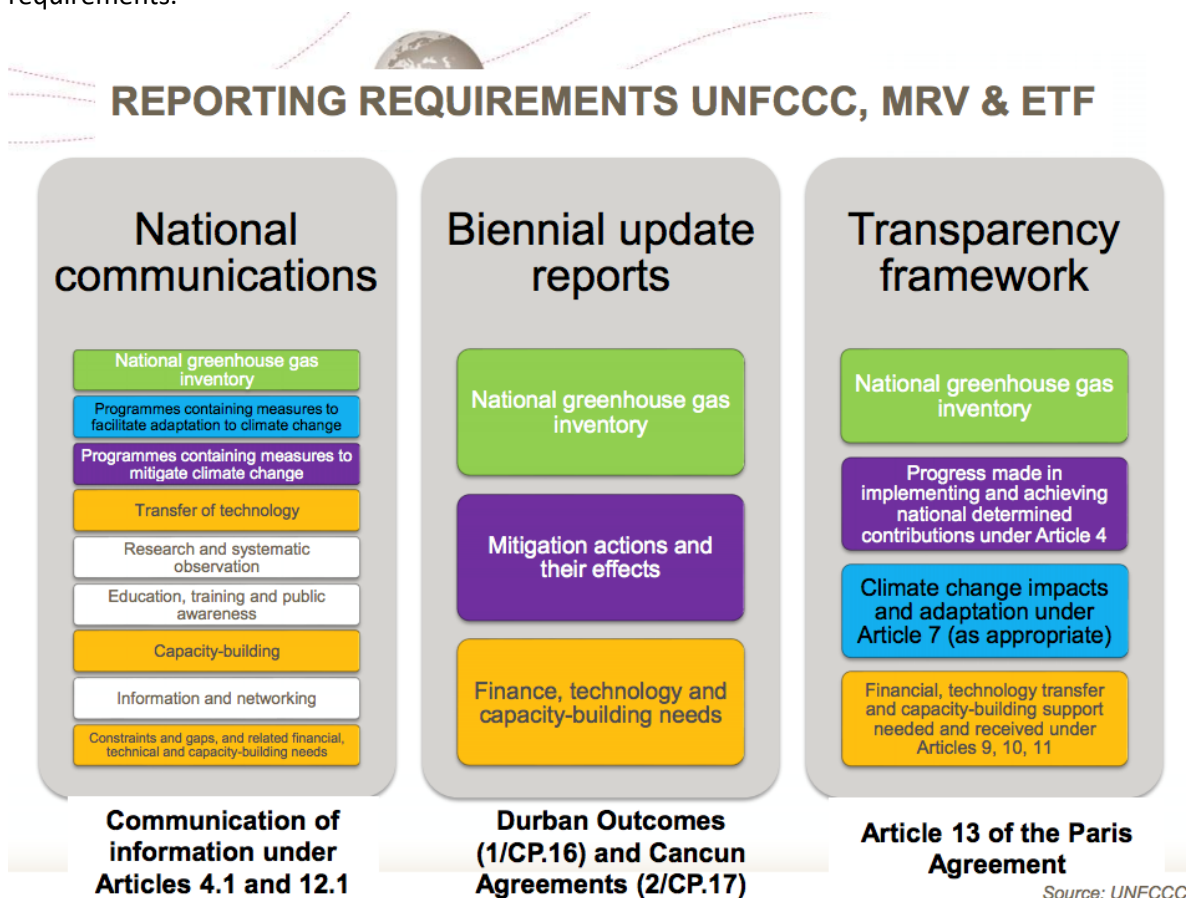 requirements.
REPORTING REQUIREMENTS UNFCCC, MRV & ETF
National
communications
National greenhouse gas
inventory
Programmes containing measures to
facilitate adaptation to climate change
Programmes containing measures to
mitigate climate change
Transfer of technology
Research and systematic
observation
Education, training and public
awareness
Capacity-building
Information and networking
Constraints and gaps, and related financial,
technical and capacity-building needs
Communication of
information under
Articles 4.1 and 12.1
Biennial update
reports
National greenhouse gas
inventory
Mitigation actions and
their effects
Finance, technology and
capacity-building needs
Durban Outcomes
(1/CP.16) and Cancun
Agreements (2/CP.17)
Transparency
framework
National greenhouse gas
inventory
Progress made in
implementing and achieving
national determined
contributions under Article 4
Climate change impacts
and adaptation under
Article 7 (as appropriate)
Financial, technology transfer
and capacity-building support
needed and received under
Articles 9, 10, 11
Article 13 of the Paris
Agreement
Source: UNFCCC